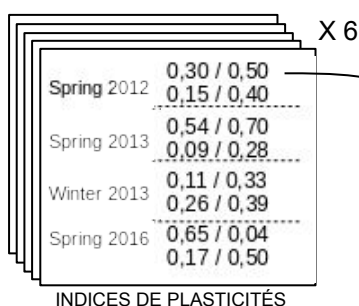 X 6
0,30 / 0,50
Spring 2012
0,15 / 0,40
0,54 / 0,70
Spring 2013
0,09 / 0,28
0,11 / 0,33
Winter 2013
0,26 / 0,39
Spring 2016 0,65 / 0,04
0,17 / 0,50
INDICES DE PLASTICITÉS